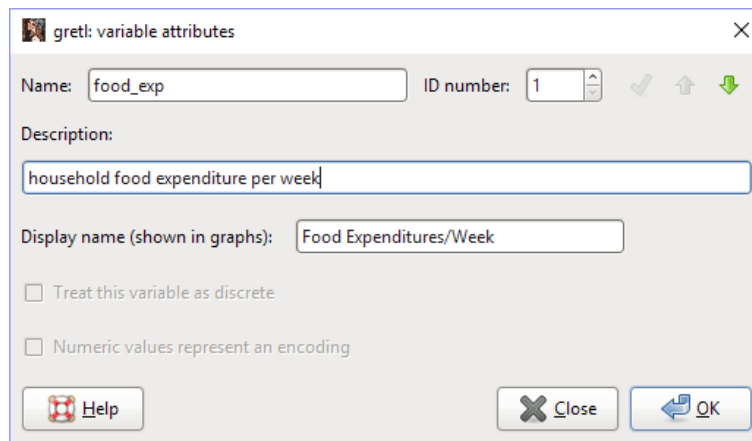 gretl: variable attributes
Name: food_exp ID number: 1
Description:
household food expenditure per week
Display name (shown in graphs): Food Expenditures/Week
Treat this variable as discrete
Numeric values represent an encoding
Help Close OK